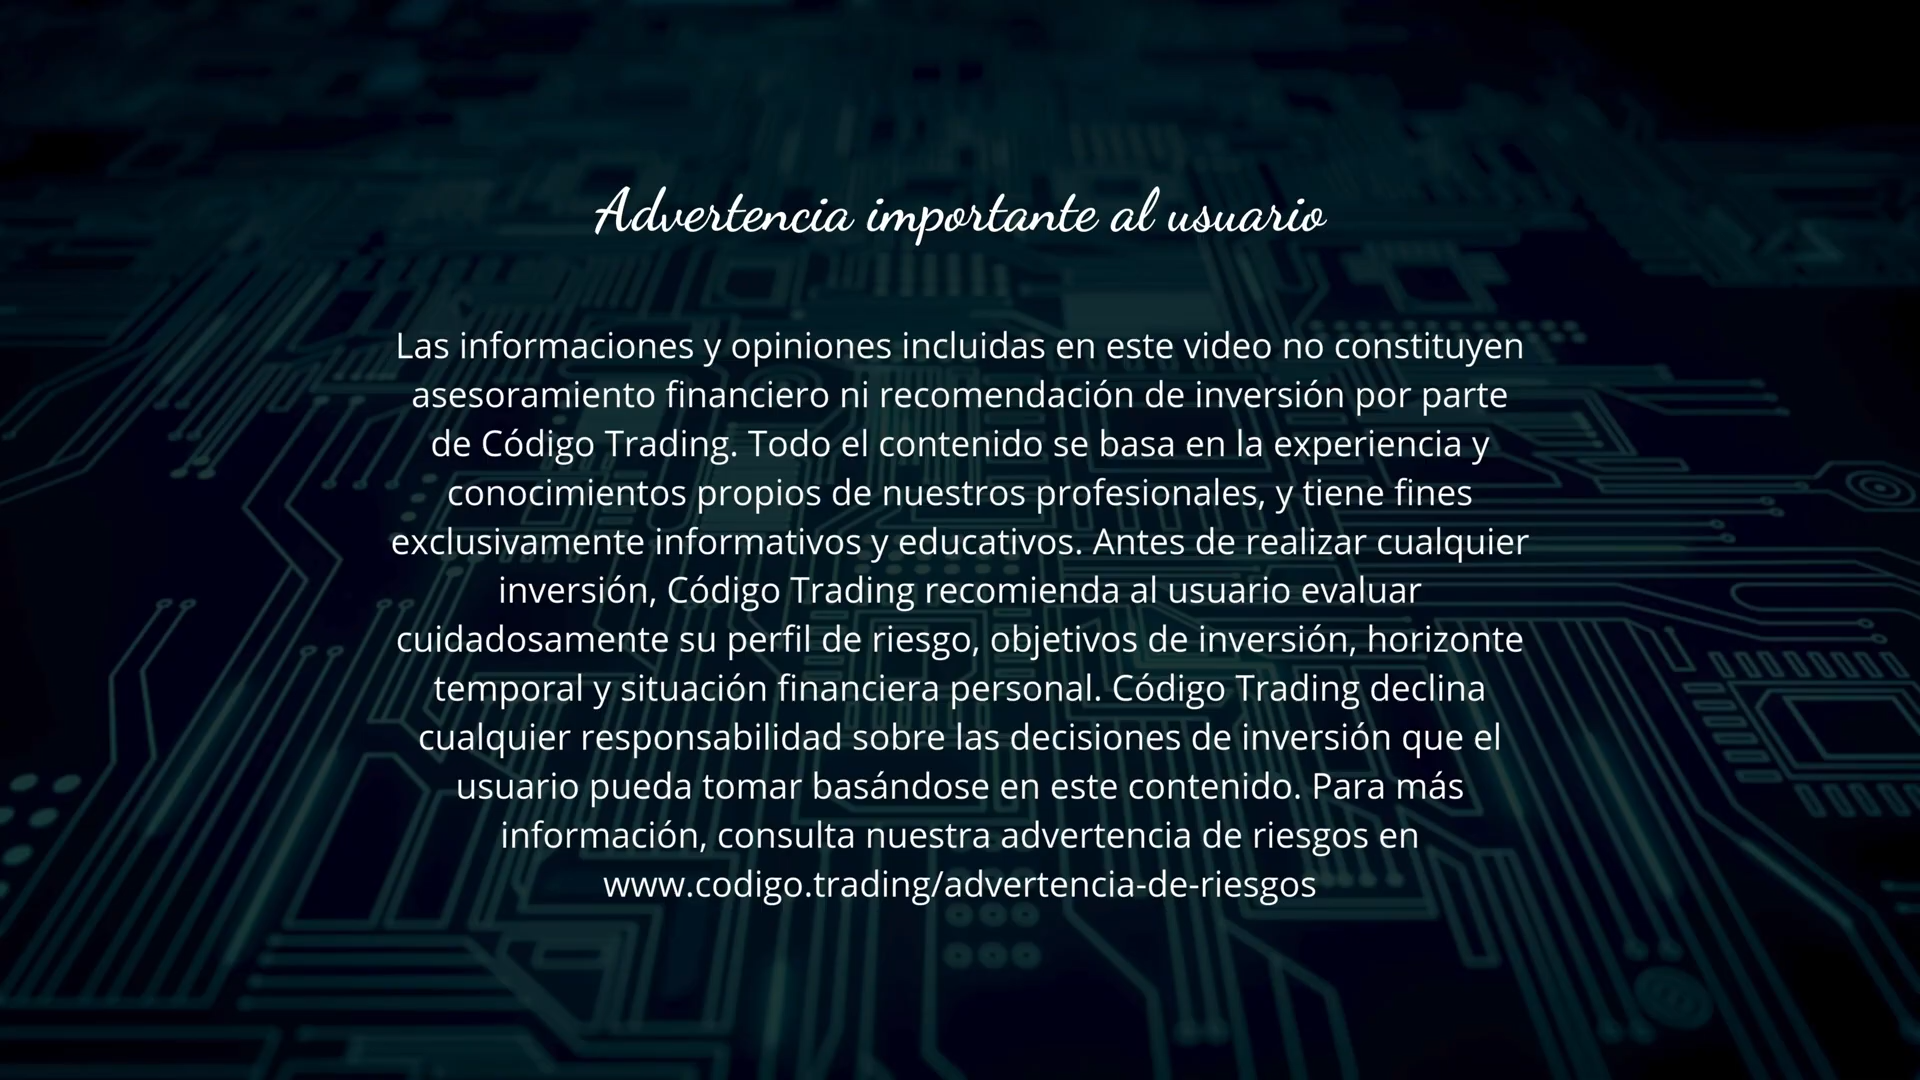 Advertencia importante al usuario
Las informaciones y opiniones incluidas en este video no constituyen
asesoramiento financiero ni recomendación de inversión por parte
de Código Trading. Todo el contenido se basa en la experiencia y
conocimientos propios de nuestros profesionales, y tiene fines
exclusivamente informativos y educativos. Antes de realizar cualquier
inversión, Código Trading recomienda al usuario evaluar
cuidadosamente su perfil de riesgo, objetivos de inversión, horizonte
temporal y situación financiera personal. Código Trading declina
cualquier responsabilidad sobre las decisiones de inversión que el
usuario pueda tomar basándose en este contenido. Para más
información, consulta nuestra advertencia de riesgos en
www.codigo.trading/advertencia-de-riesgos